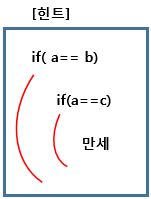 [힌트]
if( a== b)
if(a==c)
만세